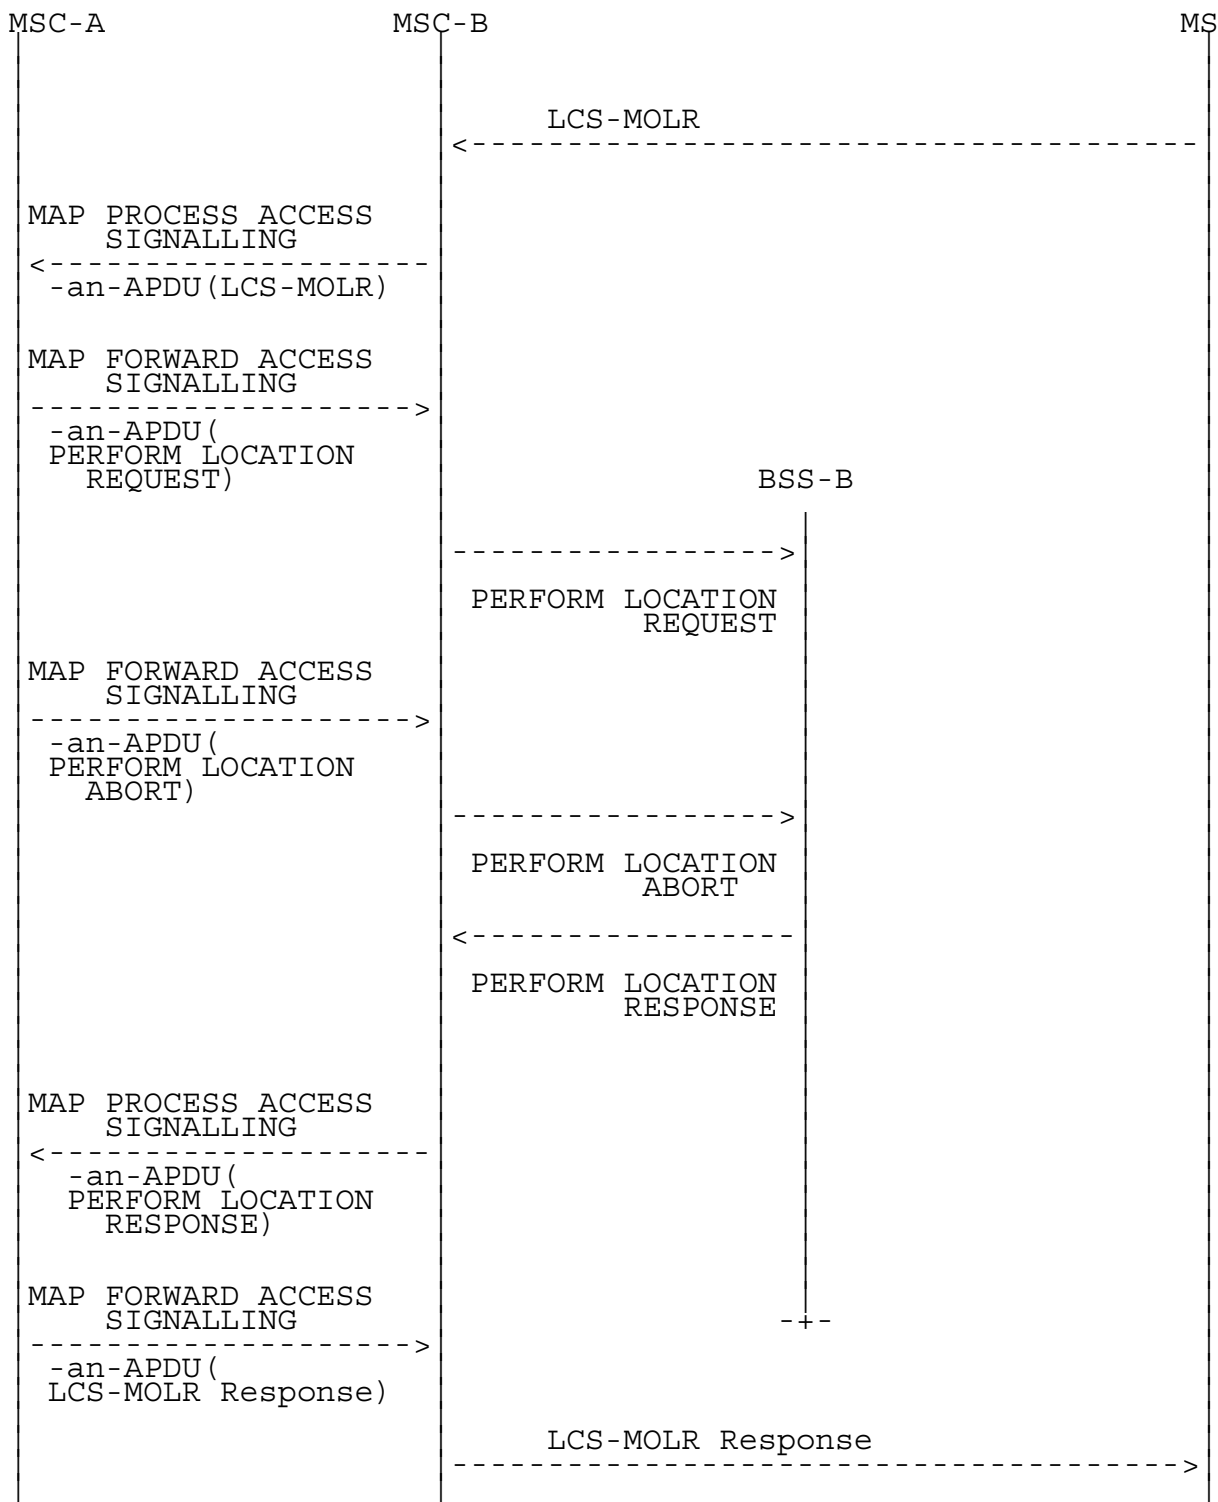 MSC-A MSC-B MS
LCS-MOLR
<--------------------------------------
MAP PROCESS ACCESS
SIGNALLING
<--------------------
-an-APDU(LCS-MOLR)
MAP FORWARD ACCESS
SIGNALLING
-------------------->
-an-APDU(
PERFORM LOCATION
REQUEST)
BSS-B
----------------->
PERFORM LOCATION
REQUEST
MAP FORWARD ACCESS
SIGNALLING
-------------------->
-an-APDU(
PERFORM LOCATION
ABORT)
----------------->
PERFORM LOCATION
ABORT
<-----------------
PERFORM LOCATION
RESPONSE
MAP PROCESS ACCESS
SIGNALLING
<--------------------
-an-APDU(
PERFORM LOCATION
RESPONSE)
MAP FORWARD ACCESS
SIGNALLING
-+-
-------------------->
-an-APDU(
LCS-MOLR Response)
LCS-MOLR Response
-------------------------------------->